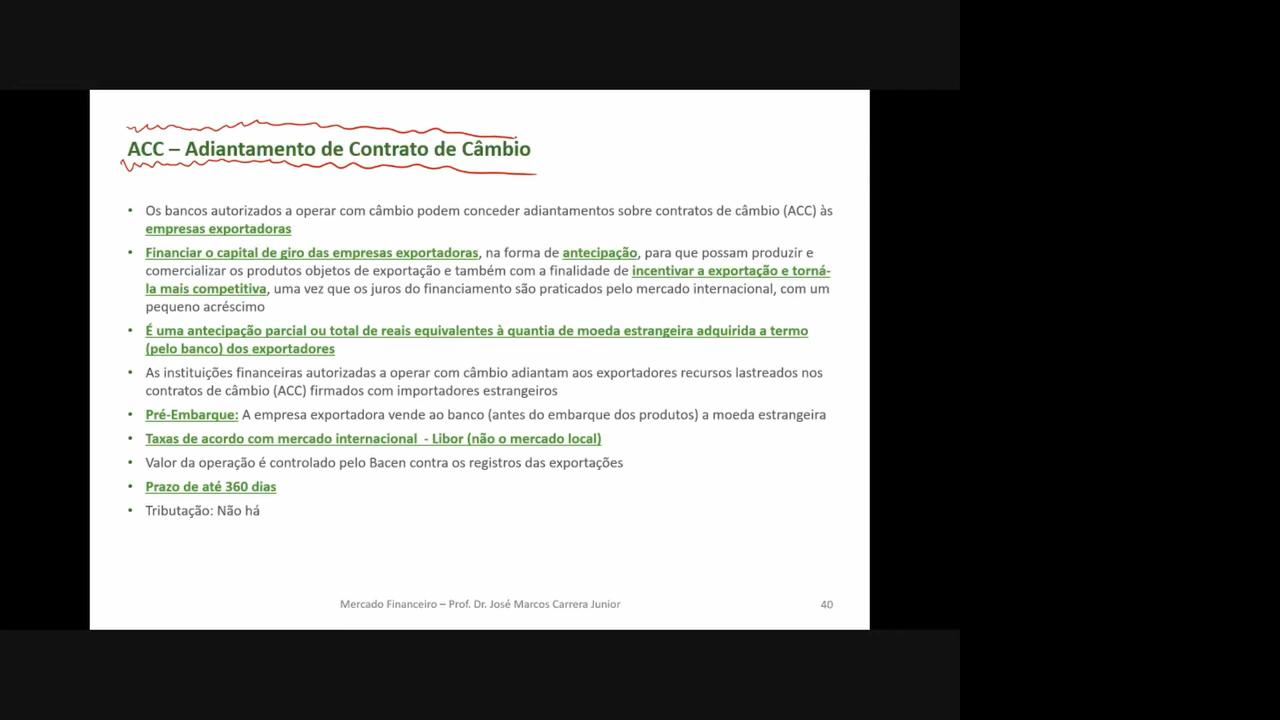 ACC – Adiantamento de Contrato de Câmbio
• Os bancos autorizados a operar com câmbio podem conceder adiantamentos sobre contratos de câmbio (ACC) às
empresas exportadoras
• Financiar o capital de giro das empresas exportadoras, na forma de antecipação, para que possam produzir e
comercializar os produtos objetos de exportação e também com a finalidade de incentivar a exportação e torná-
la mais competitiva, uma vez que os juros do financiamento são praticados pelo mercado internacional, com um
pequeno acréscimo
• É uma antecipação parcial ou total de reais equivalentes à quantia de moeda estrangeira adquirida a termo
(pelo banco) dos exportadores
• As instituições financeiras autorizadas a operar com câmbio adiantam aos exportadores recursos lastreados nos
contratos de câmbio (ACC) firmados com importadores estrangeiros
• Pré-Embarque: A empresa exportadora vende ao banco (antes do embarque dos produtos) a moeda estrangeira
• Taxas de acordo com mercado internacional - Libor (não o mercado local)
• Valor da operação é controlado pelo Bacen contra os registros das exportações
• Prazo de até 360 dias
• Tributação: Não há
Mercado Financeiro – Prof. Dr. José Marcos Carrera Junior 40